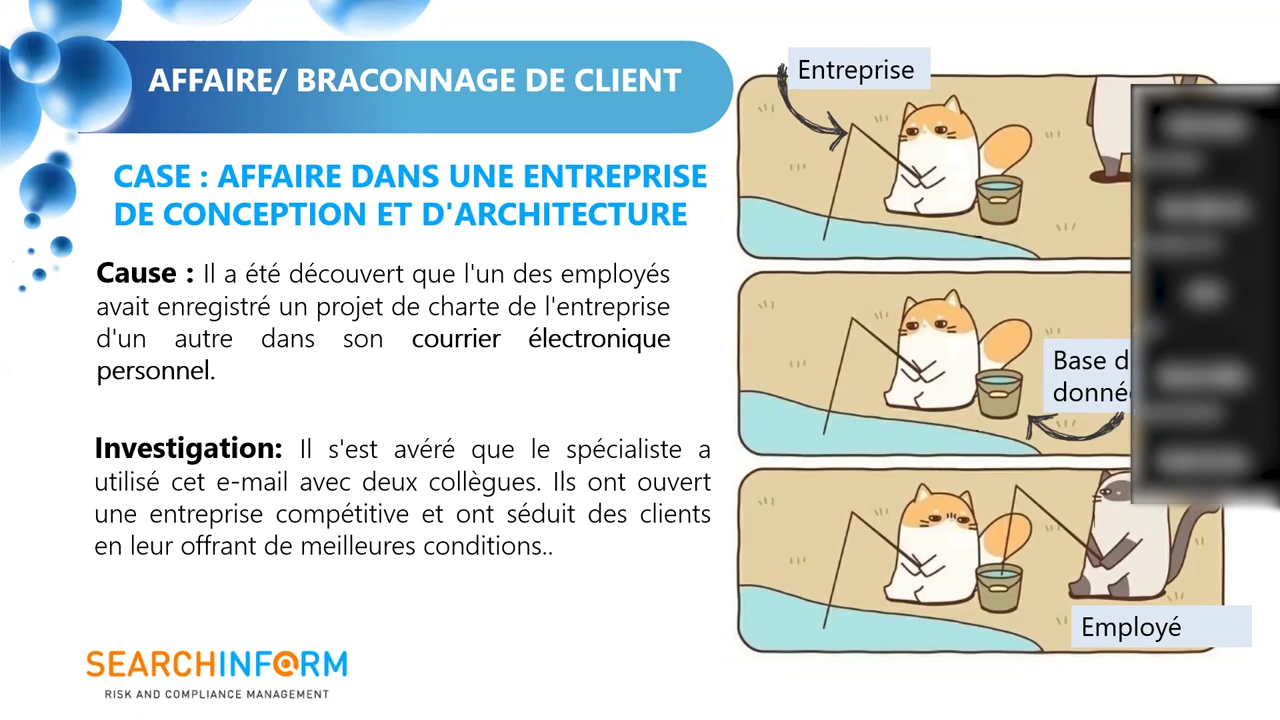 AFFAIRE/ BRACONNAGE DE CLIENT
CASE : AFFAIRE DANS UNE ENTREPRISE
DE CONCEPTION ET D'ARCHITECTURE
Cause : Il a été découvert que l'un des employés
avait enregistré un projet de charte de l'entreprise
d'un autre dans son courrier électronique
personnel.
Investigation: Il s'est avéré que le spécialiste a
utilisé cet e-mail avec deux collègues. Ils ont ouvert
une entreprise compétitive et ont séduit des clients
en leur offrant de meilleures conditions..
SEARCHINF@RM
RISK AND COMPLIANCE MANAGEMENT
Entreprise
Base
Employé